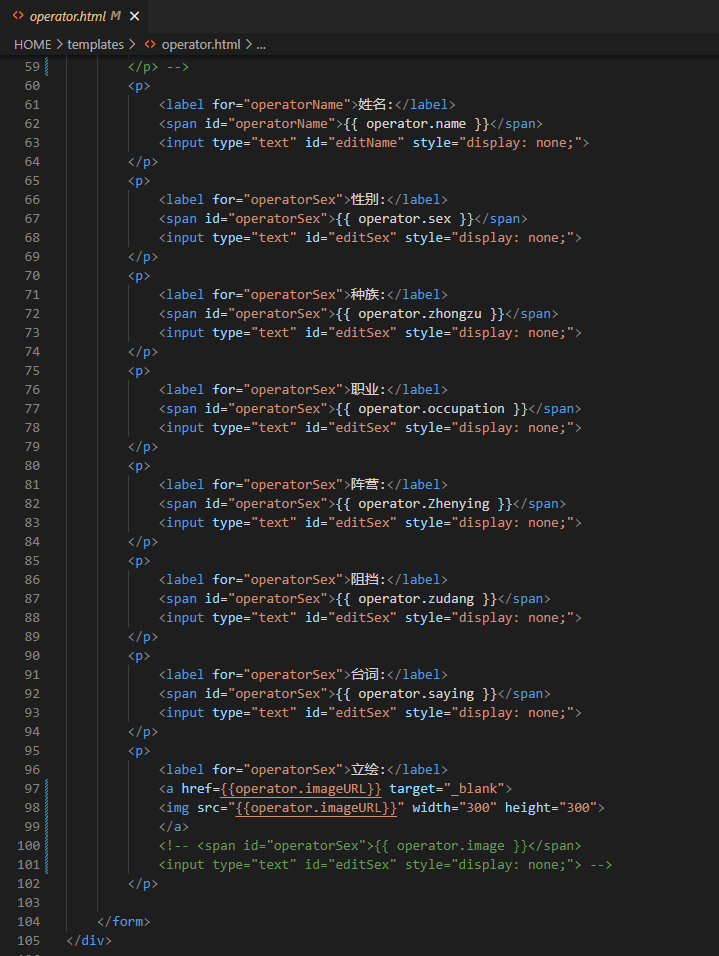 <> operator.html M ×
HOME > templates > <> operator.html > ...
59 </p> -->
60 <p>
61 <label for="operatorName">姓名:</label>
62 <span id="operatorName">{{ operator.name }}</span>
63 <input type="text" id="editName" style="display: none;">
64 </p>
65 <p>
66 <label for="operatorSex">性别:</label>
67 <span id="operatorSex">{{ operator.sex }}</span>
68 <input type="text" id="editSex" style="display: none;">
69 </p>
70 <p>
71 <label for="operatorSex">种族:</label>
72 <span id="operatorSex">{{ operator.zhongzu }}</span>
73 <input type="text" id="editSex" style="display: none;">
74 </p>
75 <p>
76 <label for="operatorSex">职业:</label>
77 <span id="operatorSex">{{ operator.occupation }}</span>
78 <input type="text" id="editSex" style="display: none;">
79 </p>
80 <p>
81 <label for="operatorSex">阵营:</label>
82 <span id="operatorSex">{{ operator.Zhenying }}</span>
83 <input type="text" id="editSex" style="display: none;">
84 </p>
85 <p>
86 <label for="operatorSex">阻挡:</label>
87 <span id="operatorSex">{{ operator.zudang }}</span>
88 <input type="text" id="editSex" style="display: none;">
89 </p>
90 <p>
91 <label for="operatorSex">台词:</label>
92 <span id="operatorSex">{{ operator.saying }}</span>
93 <input type="text" id="editSex" style="display: none;">
94 </p>
95 <p>
96 <label for="operatorSex">立绘:</label>
97 <a href={{operator.imageURL}} target="_blank">
98 <img src="{{operator.imageURL}}" width="300" height="300">
99 </a>
100 <!-- <span id="operatorSex">{{ operator.image }}</span>
101 <input type="text" id="editSex" style="display: none;"> -->
102 </p>
103
104 </form>
105 </div>